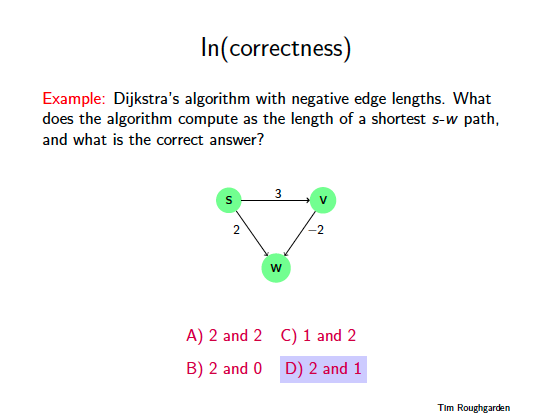 In(correctness)
Example: Dijkstra's algorithm with negative edge lengths. What
does the algorithm compute as the length of a shortest s-w path,
and what is the correct answer?
3
s
v
2
−2
w
A) 2 and 2 C) 1 and 2
B) 2 and 0 D) 2 and 1
Tim Roughgarden